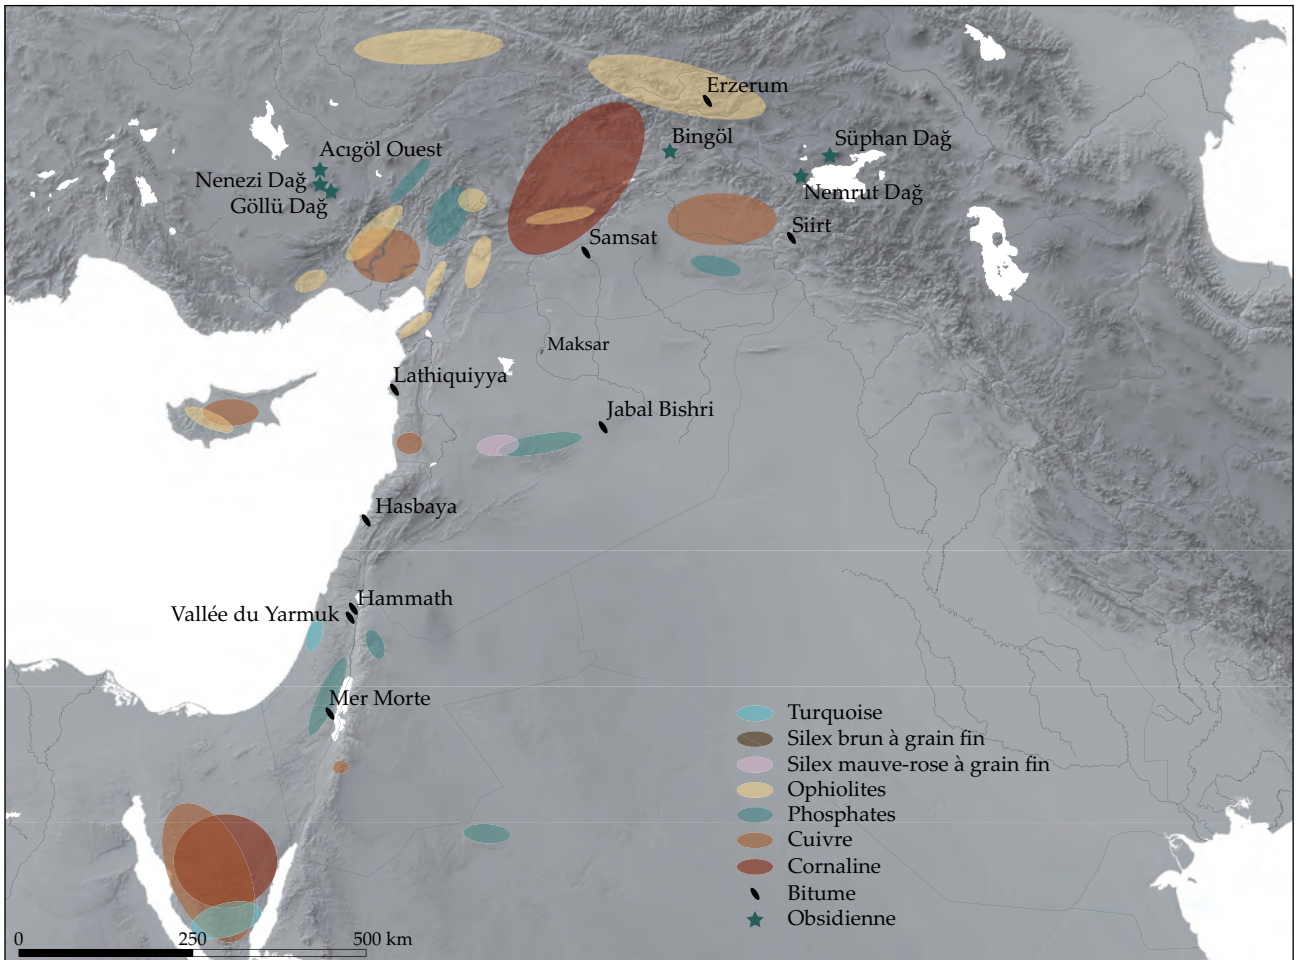 Erzerum
Bingöl
Süphan Dağ
Acıgöl Ouest
Nenezi Dağ
Nemrut Dağ
Göllü Dağ
Siirt
Samsat
Maksar
Lathiquiyya
Jabal Bishri
Hasbaya
Hammath
Vallée du Yarmuk
Mer Morte
Turquoise
Silex brun à grain fin
Silex mauve-rose à grain fin
Ophiolites
Phosphates
Cuivre
Cornaline
Bitume
Obsidienne
0 250 500 km